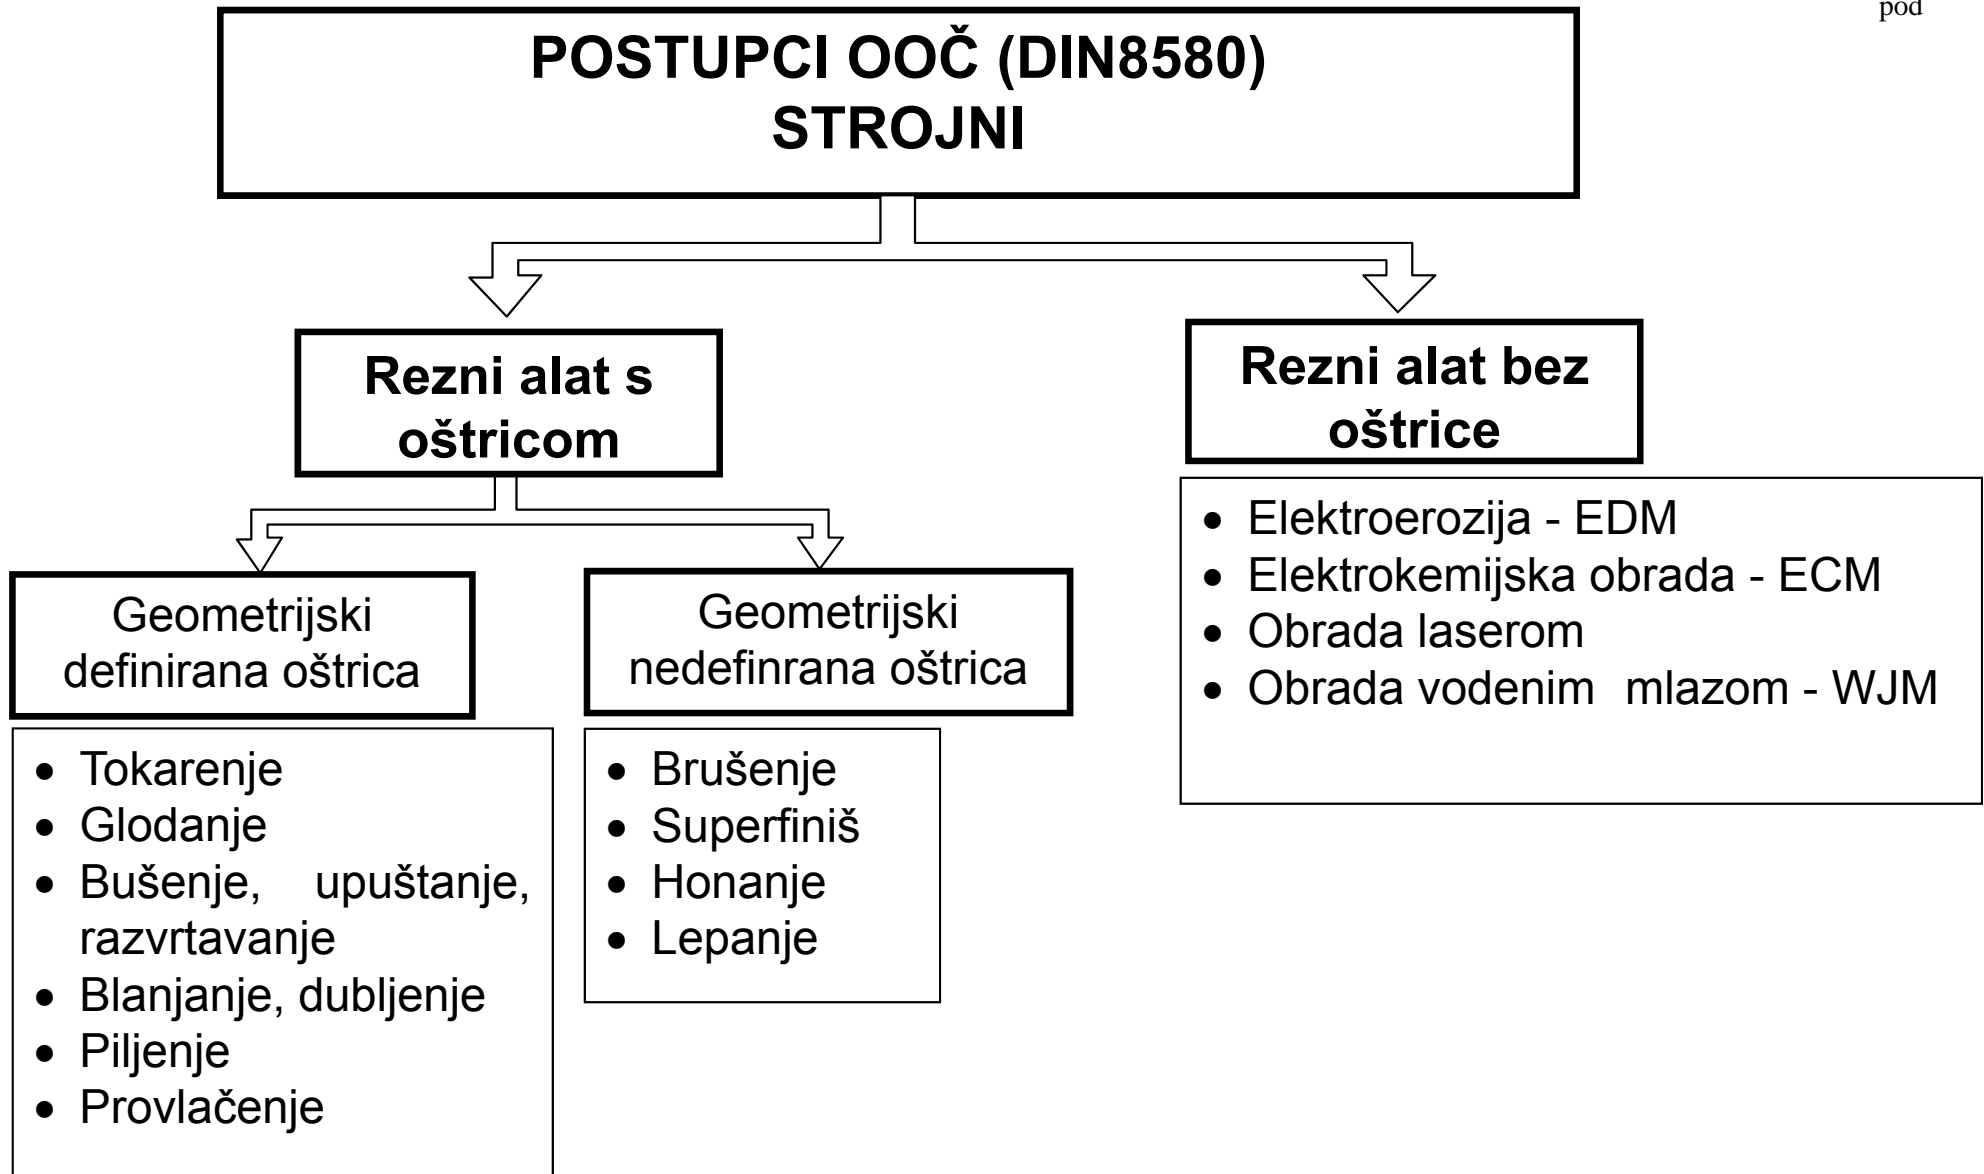 pod
POSTUPCI OOČ (DIN8580)
STROJNI
Rezni alat s
oštricom
Rezni alat bez
oštrice
Geometrijski
definirana oštrica
Geometrijski
nedefinrana oštrica
• Tokarenje
• Glodanje
• Bušenje, upuštanje,
razvrtavanje
• Blanjanje, dubljenje
• Piljenje
• Provlačenje
• Brušenje
• Superfiniš
• Honanje
• Lepanje
• Elektroerozija - EDM
• Elektrokemijska obrada - ECM
• Obrada laserom
• Obrada vodenim mlazom - WJM